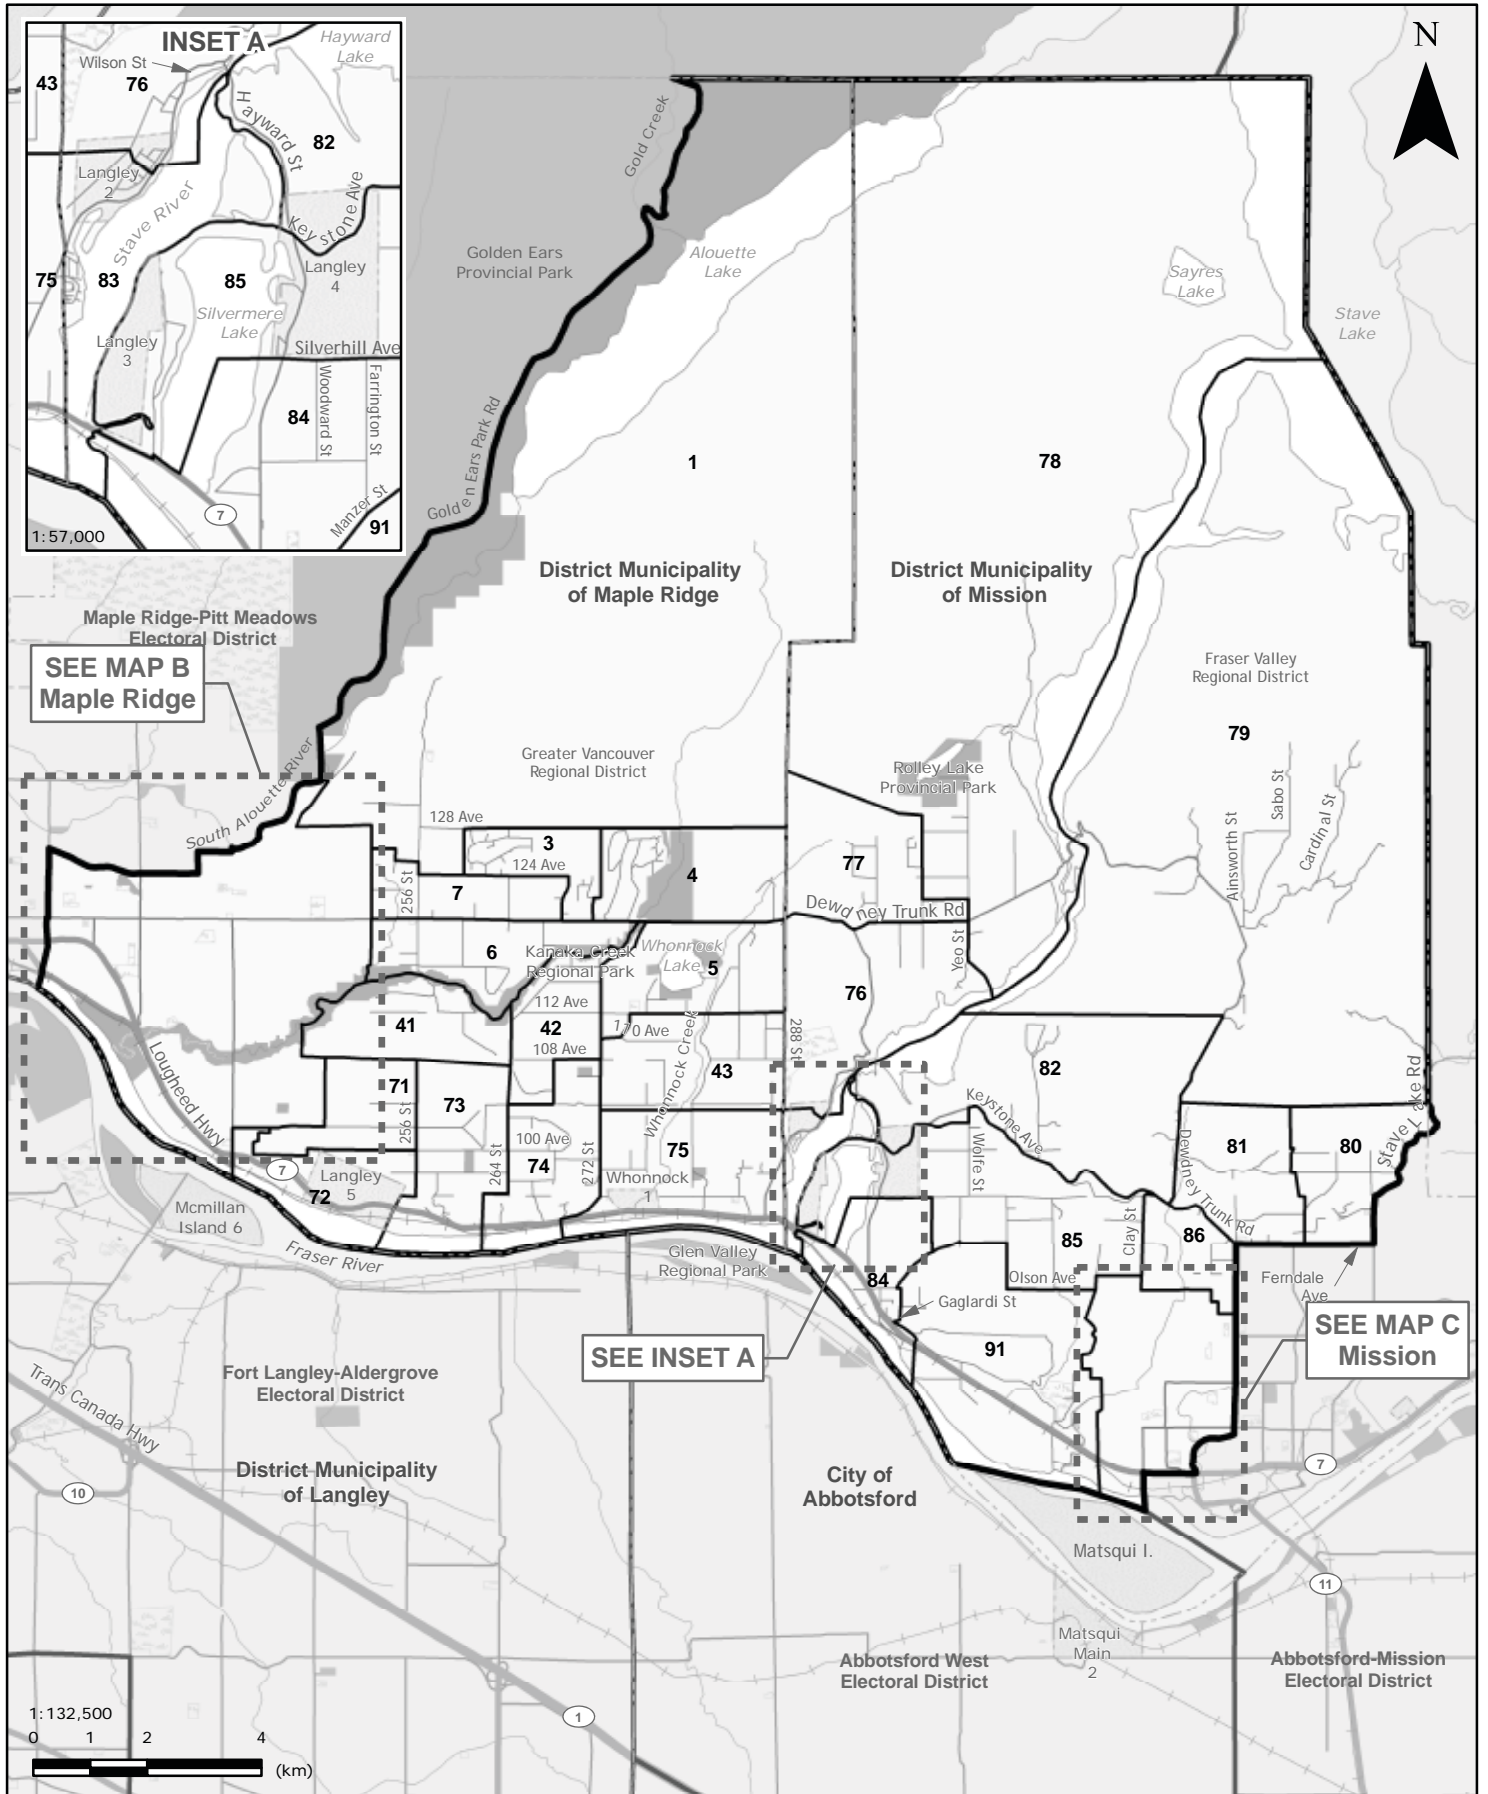 INSET A
Hayward
Lake
Wilson St
43
76
Hayward St
82
Langley
2
Stave River
Keystone Ave
75
83
85
Langley
4
Silvermere
Lake
Langley
3
Silverhill Ave
84
Woodward St
Farrington St
7
Manzer St
91
1:57,000
N
Gold Creek
Golden Ears
Provincial Park
Alouette
Lake
Sayres
Lake
Stave
Lake
Golden Ears Park Rd
1
78
District Municipality
of Maple Ridge
District Municipality
of Mission
Maple Ridge-Pitt Meadows
Electoral District
SEE MAP B
Maple Ridge
Fraser Valley
Regional District
79
South Alouette River
Greater Vancouver
Regional District
Rolley Lake
Provincial Park
Sabo St
Ainsworth St
Cardinal St
128 Ave
3
124 Ave
4
77
256 St
7
Dewdney Trunk Rd
6
Kanaka Creek
Regional Park
Whonnock
Lake
5
Yeo St
76
112 Ave
41
42
110 Ave
288 St
108 Ave
Lougheed Hwy
71
73
Whonnock Creek
43
82
Keystone Ave
Stave Lake Rd
256 St
264 St
100 Ave
74
272 St
75
Wolfe St
Dewdney Trunk Rd
81
80
7
Langley
5
72
Whonnock
1
Mcmillan
Island 6
Fraser River
Glen Valley
Regional Park
85
Clay St
86
84
Olson Ave
Gaglardi St
Ferndale
Ave
SEE INSET A
91
SEE MAP C
Mission
Trans Canada Hwy
Fort Langley-Aldergrove
Electoral District
District Municipality
of Langley
10
City of
Abbotsford
7
Matsqui I.
11
Matsqui
Main
2
Abbotsford West
Electoral District
Abbotsford-Mission
Electoral District
1
1:132,500
0 1 2 4
(km)